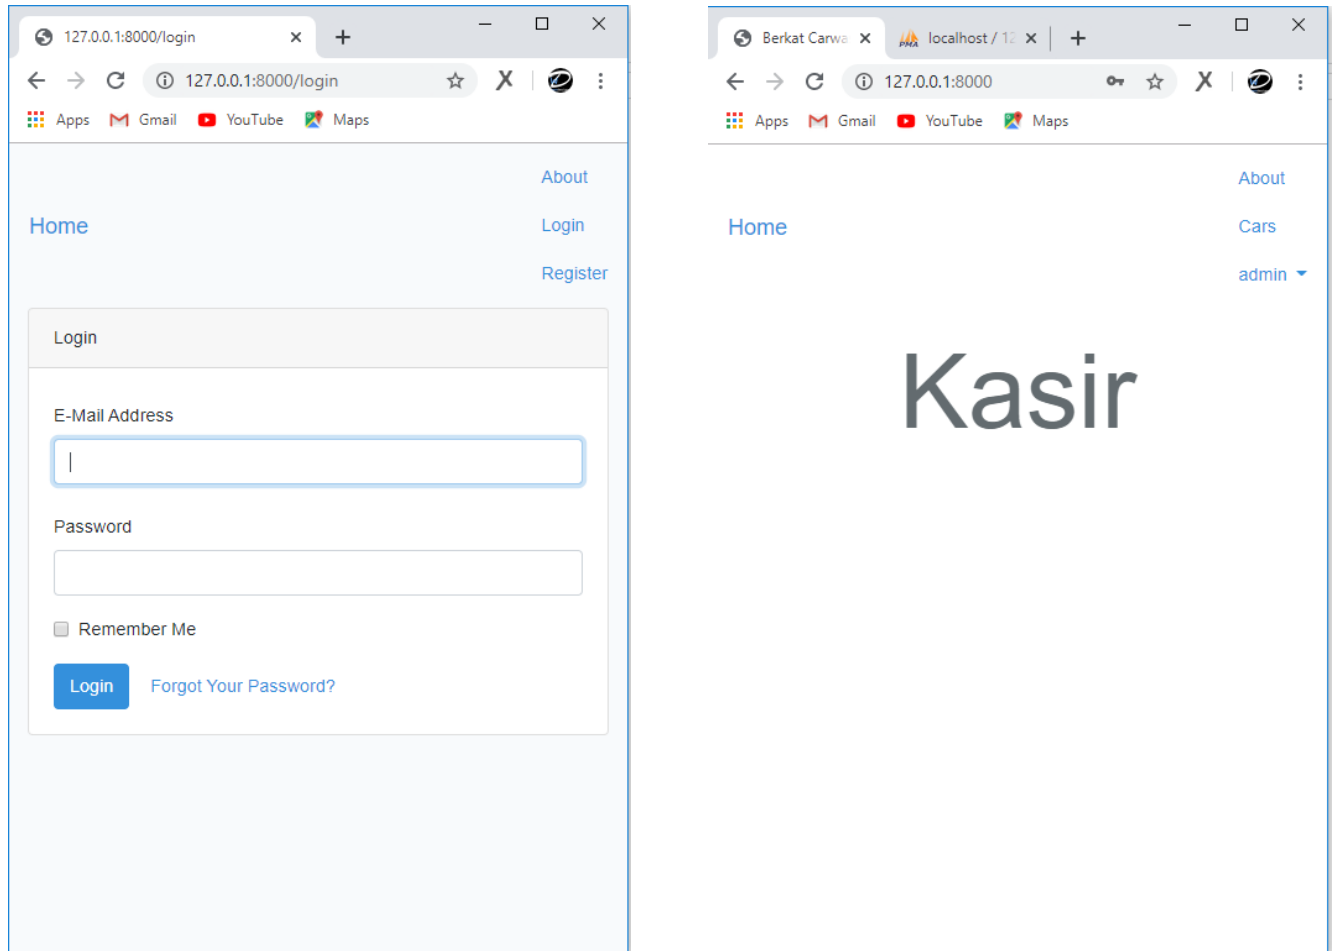 127.0.0.1:8000/login
127.0.0.1:8000/login
Apps Gmail YouTube Maps
About
Home
Login
Register
Login
E-Mail Address
Password
Remember Me
Login Forgot Your Password?
Berkat Carwa localhost / 12
127.0.0.1:8000
Apps Gmail YouTube Maps
About
Home
Cars
admin
Kasir